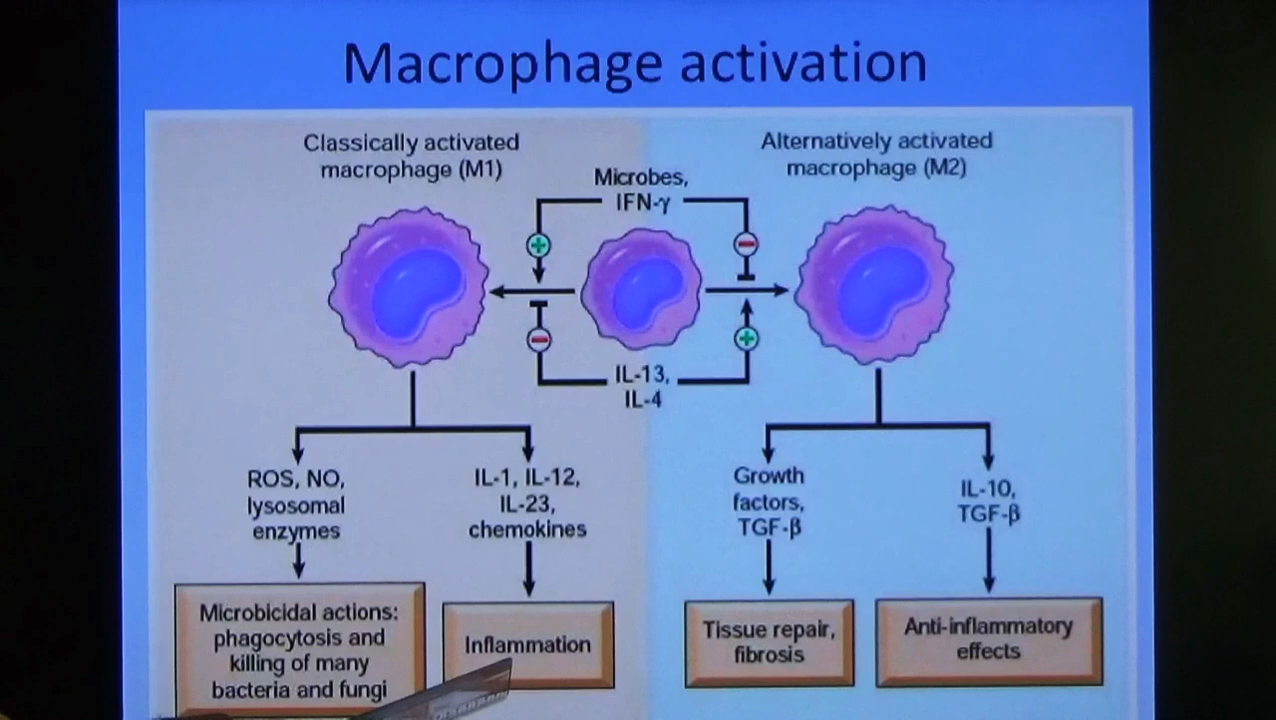 Macrophage activation
Classically activated
macrophage (M1)
Alternatively activated
macrophage (M2)
Microbes,
IFN-γ
IL-13,
IL-4
ROS, NO,
lysosomal
enzymes
IL-1, IL-12,
IL-23,
chemokines
Growth
factors,
TGF-β
IL-10,
TGF-β
Microbicidal actions:
phagocytosis and
killing of many
bacteria and fungi
Inflammation
Tissue repair,
fibrosis
Anti-inflammatory
effects